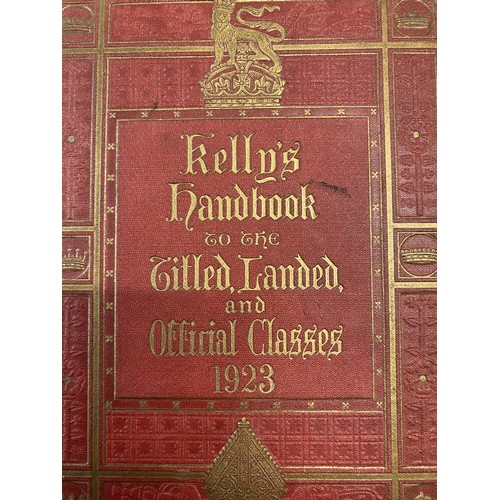 Kelly's
Handbook
to the
Titled, Landed,
and
Official Classes
1923